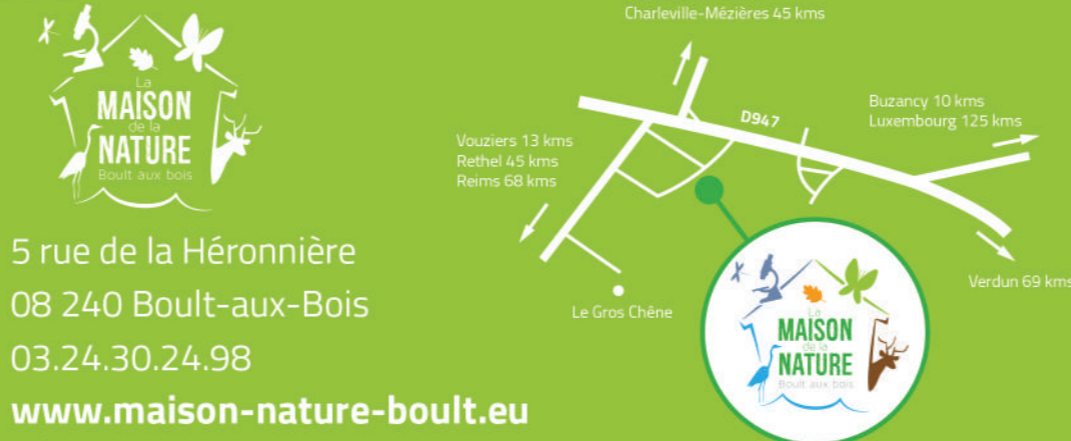 La
MAISON
de la
NATURE
Boult aux bois
5 rue de la Héronnière
08 240 Boult-aux-Bois
03.24.30.24.98
www.maison-nature-boult.eu
Charleville-Mézières 45 kms
D947
Buzancy 10 kms
Luxembourg 125 kms
Vouziers 13 kms
Rethel 45 kms
Reims 68 kms
Verdun 69 kms
Le Gros Chêne
La
MAISON
de la
NATURE
Boult aux bois